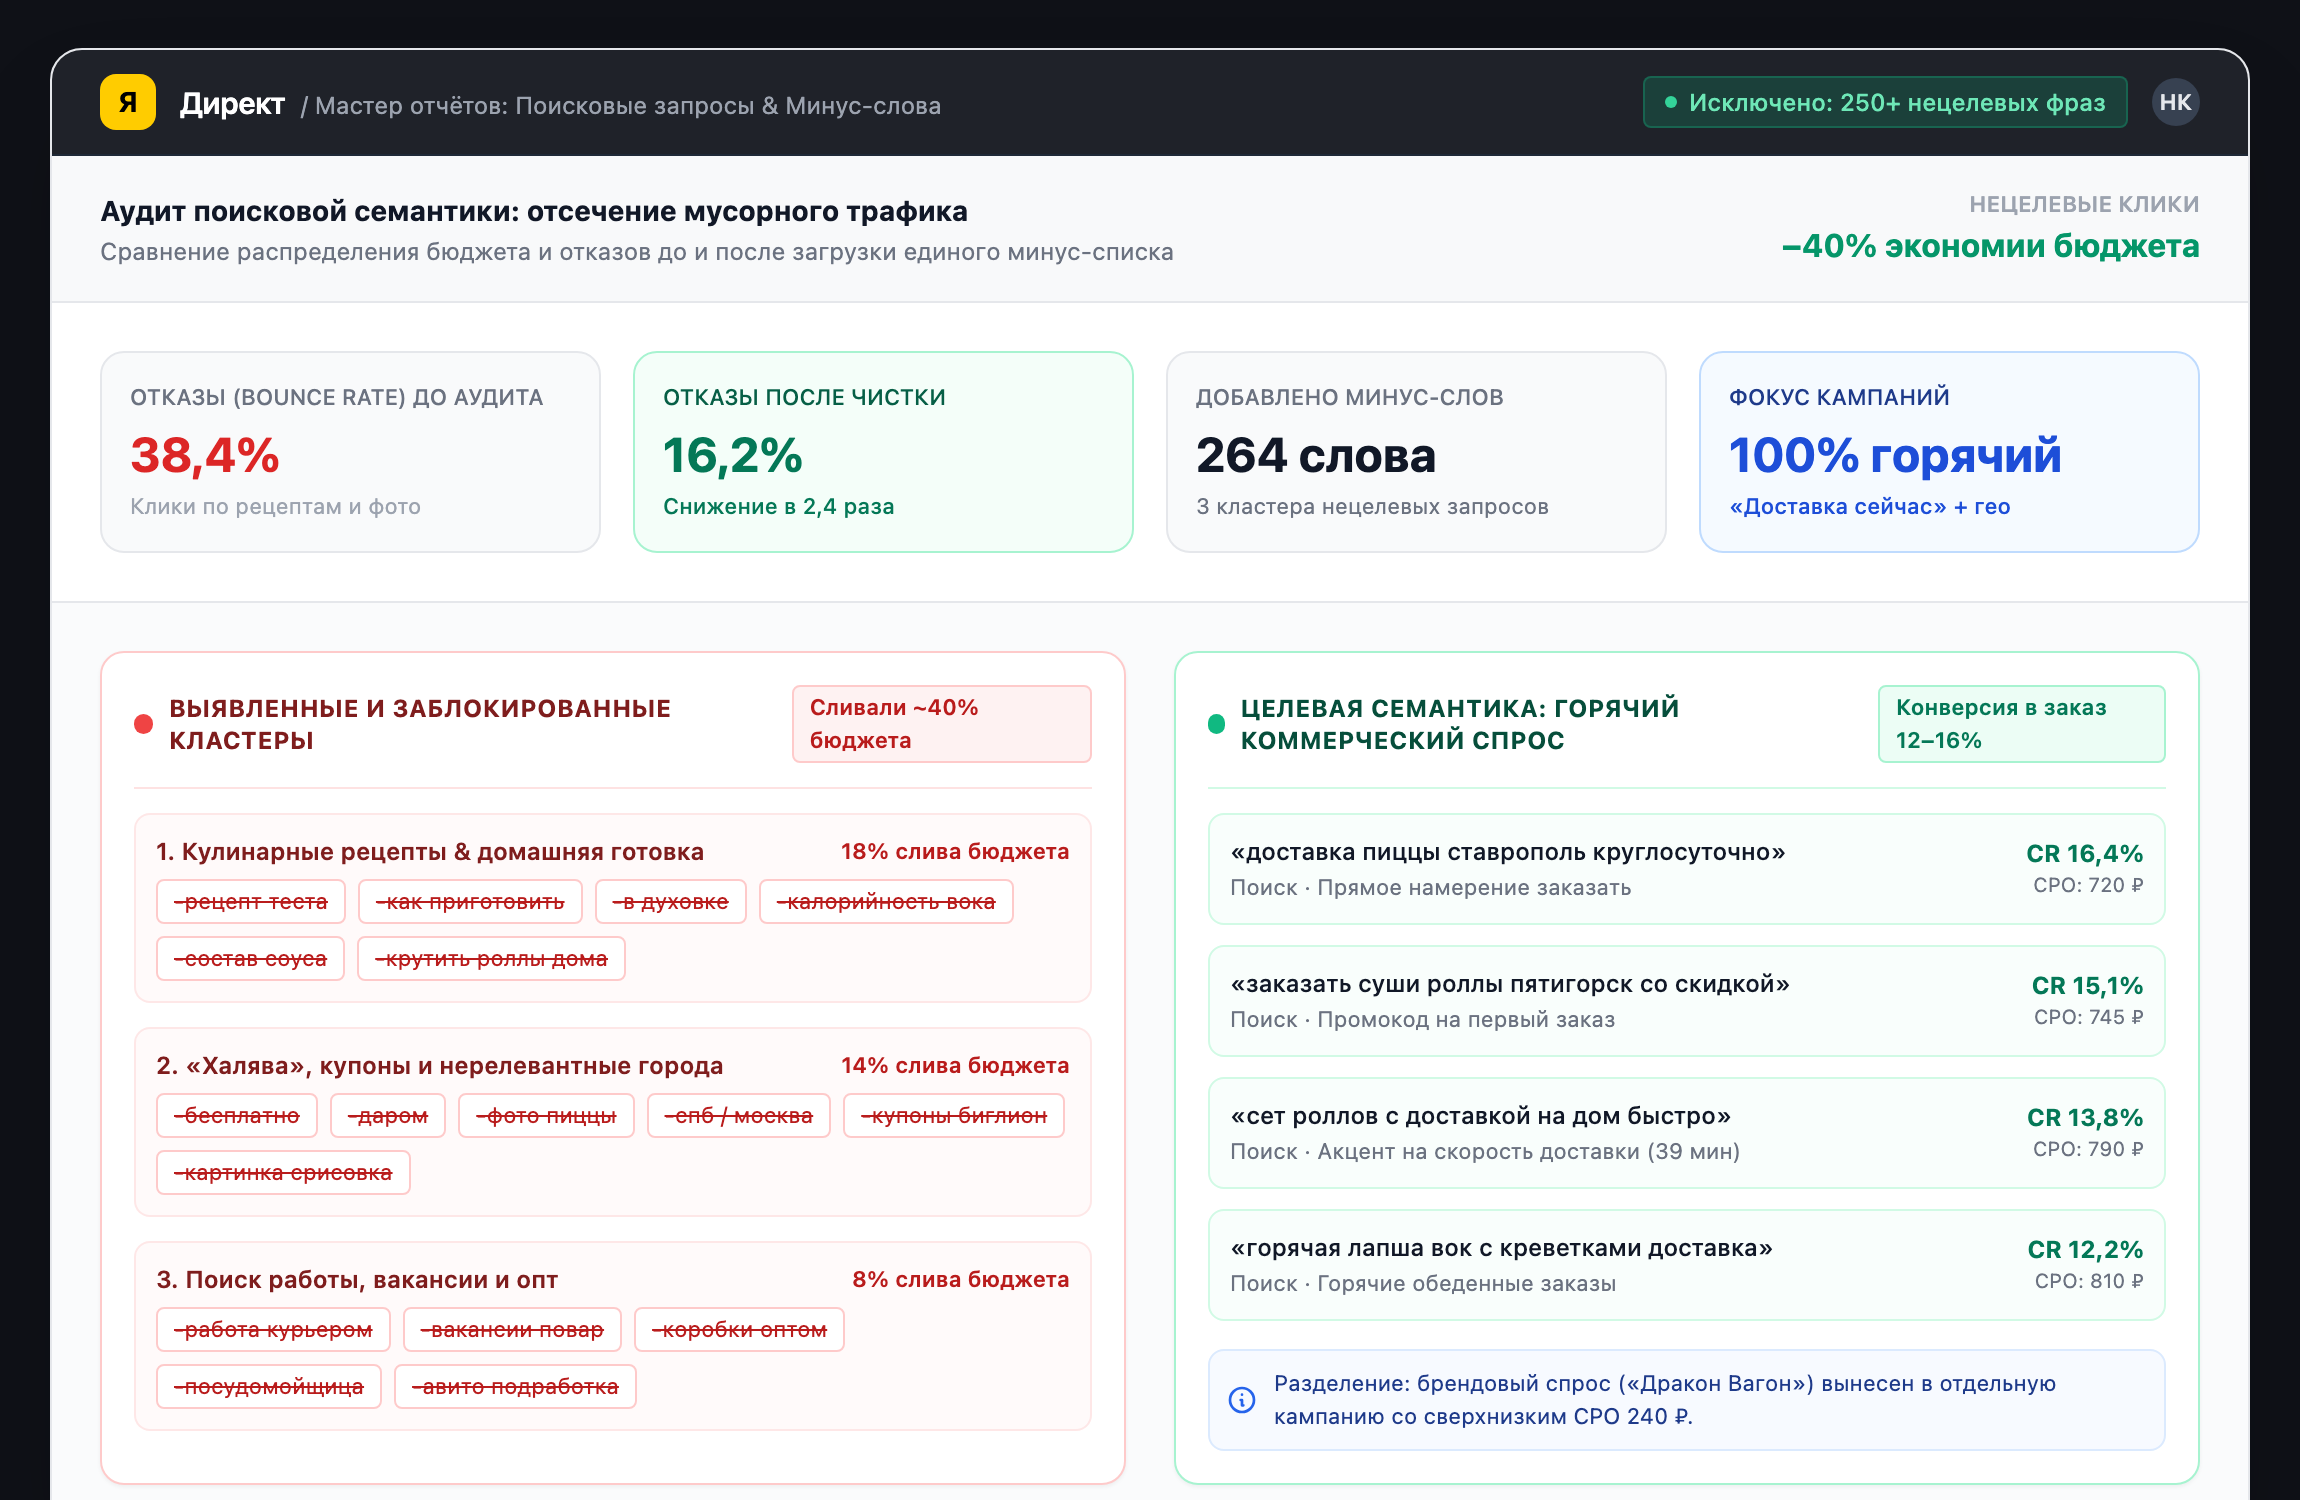 Я Директ / Мастер отчётов: Поисковые запросы & Минус-слова
Исключено: 250+ нецелевых фраз
НК
Аудит поисковой семантики: отсечение мусорного трафика
Сравнение распределения бюджета и отказов до и после загрузки единого минус-списка
НЕЦЕЛЕВЫЕ КЛИКИ
−40% экономии бюджета
ОТКАЗЫ (BOUNCE RATE) ДО АУДИТА
38,4%
Клики по рецептам и фото
ОТКАЗЫ ПОСЛЕ ЧИСТКИ
16,2%
Снижение в 2,4 раза
ДОБАВЛЕНО МИНУС-СЛОВ
264 слова
3 кластера нецелевых запросов
ФОКУС КАМПАНИЙ
100% горячий
«Доставка сейчас» + гео
ВЫЯВЛЕННЫЕ И ЗАБЛОКИРОВАННЫЕ
КЛАСТЕРЫ
Сливали ~40%
бюджета
1. Кулинарные рецепты & домашняя готовка
18% слива бюджета
-рецепт теста
-как приготовить
-в духовке
-калорийность вока
-состав соуса
-крутить роллы дома
2. «Халява», купоны и нерелевантные города
14% слива бюджета
-бесплатно
-даром
-фото пиццы
-спб / москва
-купоны биглион
-картинка срисовка
3. Поиск работы, вакансии и опт
8% слива бюджета
-работа курьером
-вакансии повар
-коробки оптом
-посудомойщица
-авито подработка
ЦЕЛЕВАЯ СЕМАНТИКА: ГОРЯЧИЙ
КОММЕРЧЕСКИЙ СПРОС
Конверсия в заказ
12–16%
«доставка пиццы ставрополь круглосуточно»
Поиск · Прямое намерение заказать
CR 16,4%
CPO: 720 ₽
«заказать суши роллы пятигорск со скидкой»
Поиск · Промокод на первый заказ
CR 15,1%
CPO: 745 ₽
«сет роллов с доставкой на дом быстро»
Поиск · Акцент на скорость доставки (39 мин)
CR 13,8%
CPO: 790 ₽
«горячая лапша вок с креветками доставка»
Поиск · Горячие обеденные заказы
CR 12,2%
CPO: 810 ₽
Разделение: брендовый спрос («Дракон Вагон») вынесен в отдельную
кампанию со сверхнизким CPO 240 ₽.